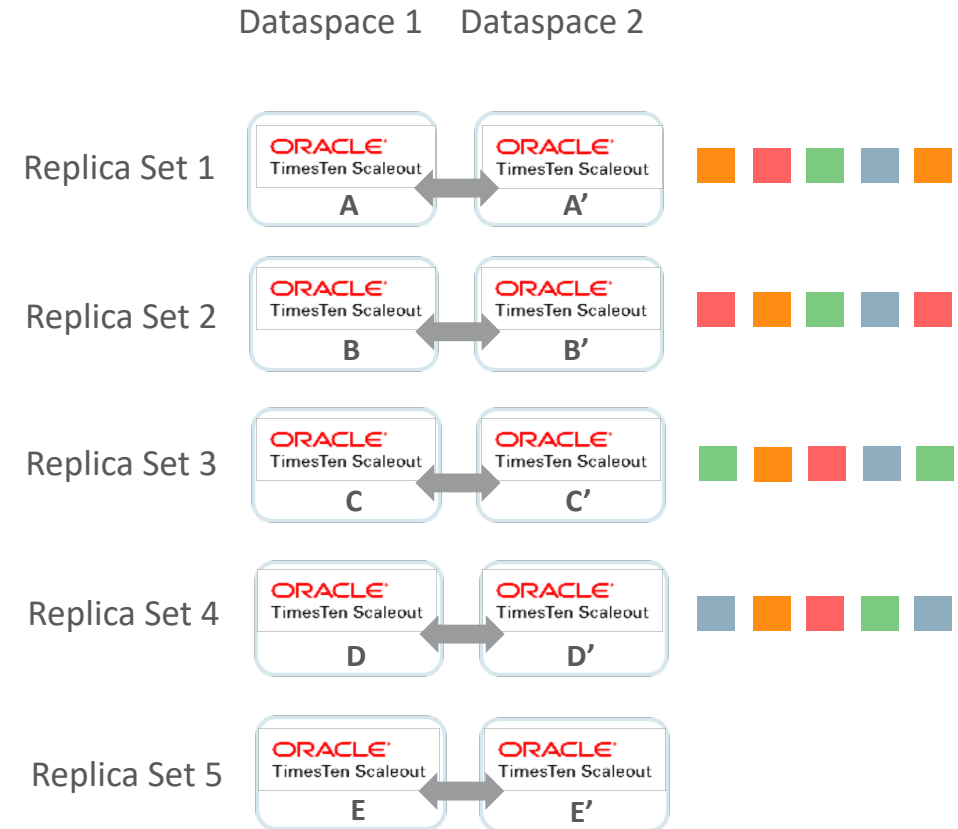 Dataspace 1 Dataspace 2
Replica Set 1
ORACLE'
TimesTen Scaleout
A
ORACLE'
TimesTen Scaleout
A’
Replica Set 2
ORACLE'
TimesTen Scaleout
B
ORACLE'
TimesTen Scaleout
B’
Replica Set 3
ORACLE'
TimesTen Scaleout
C
ORACLE'
TimesTen Scaleout
C’
Replica Set 4
ORACLE'
TimesTen Scaleout
D
ORACLE'
TimesTen Scaleout
D’
Replica Set 5
ORACLE'
TimesTen Scaleout
E
ORACLE'
TimesTen Scaleout
E’